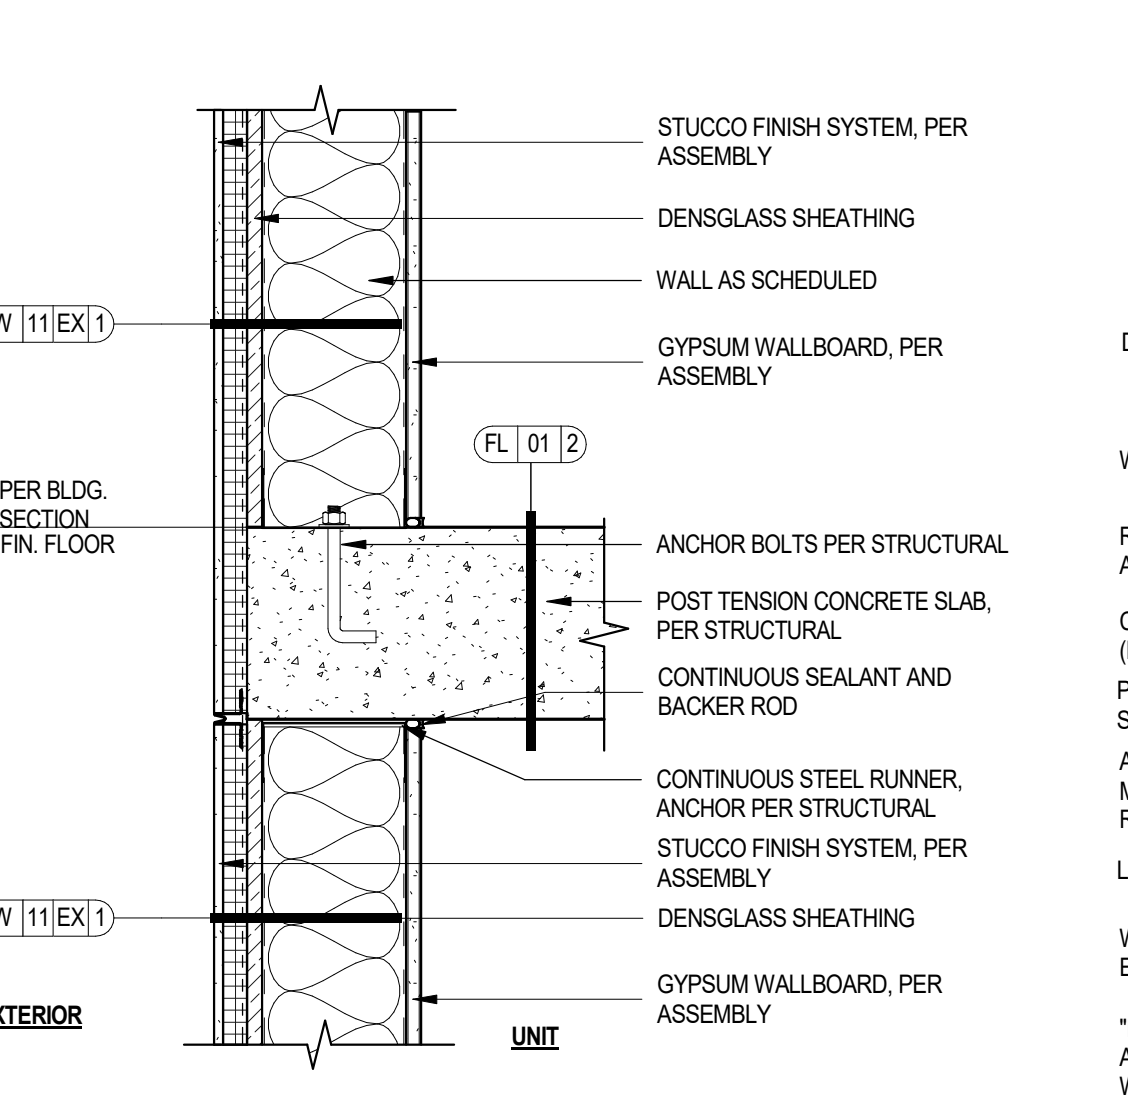 STUCCO FINISH SYSTEM, PER
ASSEMBLY
DENSGLASS SHEATHING
WALL AS SCHEDULED
11 EX 1
GYPSUM WALLBOARD, PER
ASSEMBLY
FL 01 2
PER BLDG.
SECTION
FIN. FLOOR
ANCHOR BOLTS PER STRUCTURAL
POST TENSION CONCRETE SLAB,
PER STRUCTURAL
CONTINUOUS SEALANT AND
BACKER ROD
CONTINUOUS STEEL RUNNER,
ANCHOR PER STRUCTURAL
STUCCO FINISH SYSTEM, PER
ASSEMBLY
11 EX 1
DENSGLASS SHEATHING
GYPSUM WALLBOARD, PER
ASSEMBLY
XTERIOR
UNIT